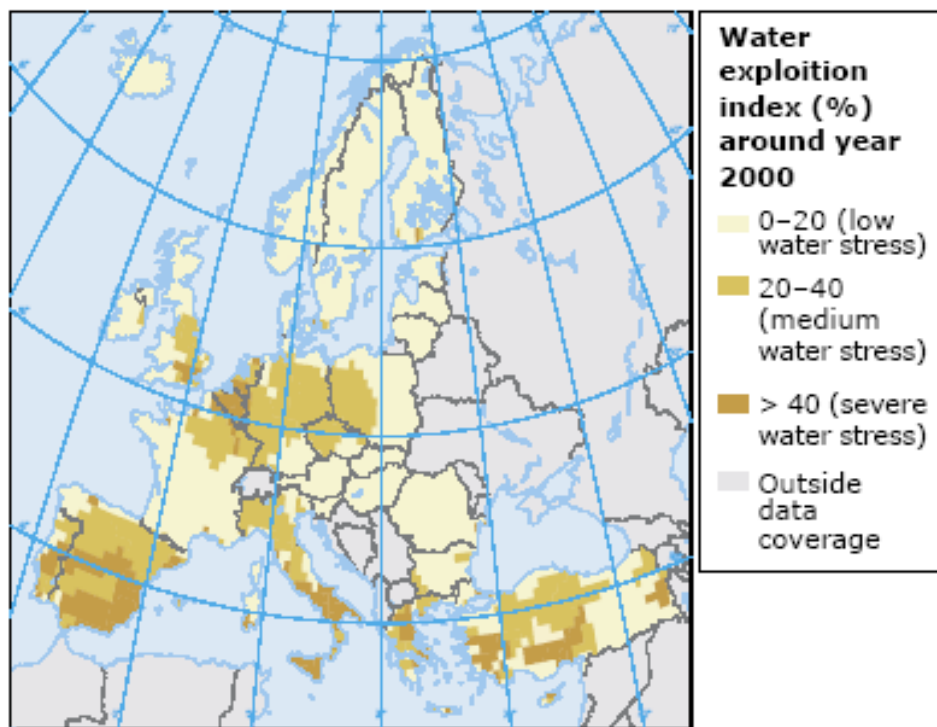 Water
exploition
index (%)
around year
2000
0–20 (low
water stress)
20–40
(medium
water stress)
> 40 (severe
water stress)
Outside
data
coverage